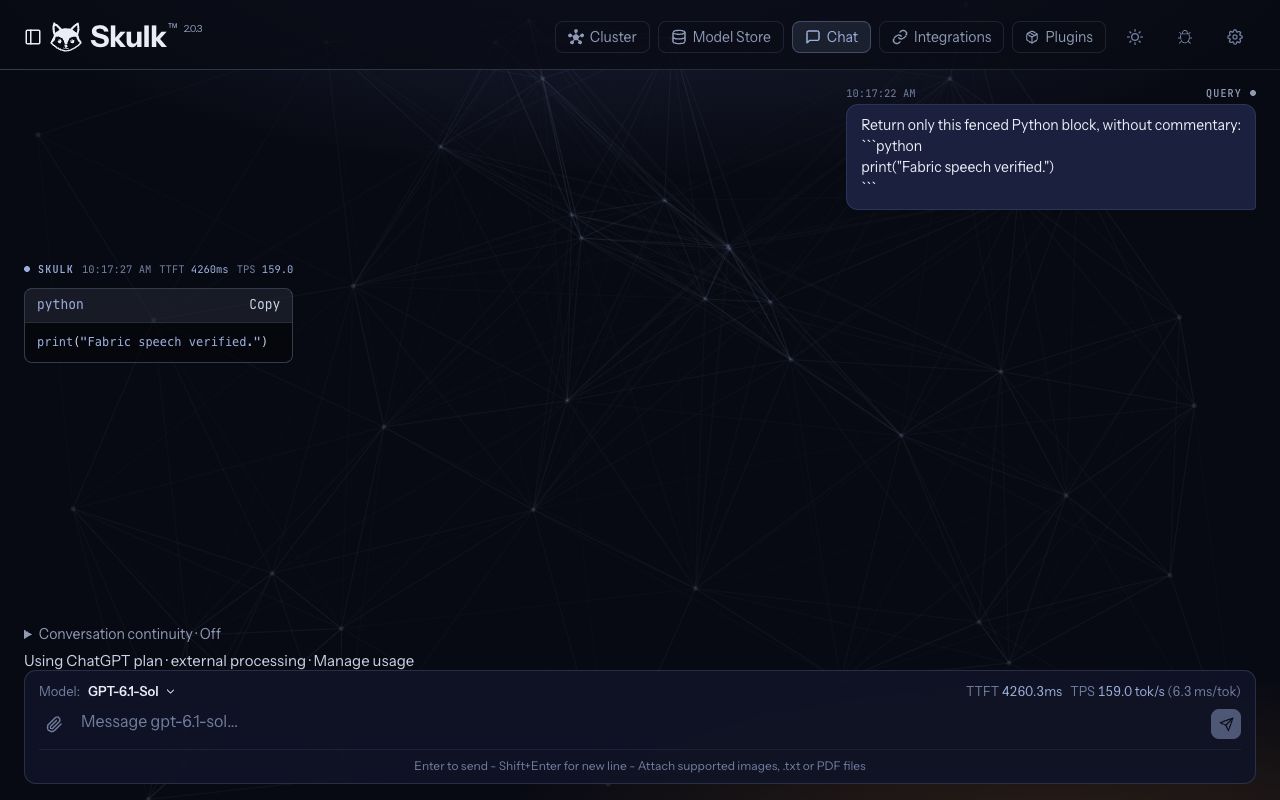 Skulk™ 2.0.3
Cluster
Model Store
Chat
Integrations
Plugins
10:17:22 AM QUERY
Return only this fenced Python block, without commentary:
```python
print("Fabric speech verified.")
```
SKULK 10:17:27 AM TTFT 4260ms TPS 159.0
python Copy
print("Fabric speech verified.")
Conversation continuity · Off
Using ChatGPT plan · external processing · Manage usage
Model: GPT-6.1-Sol TTFT 4260.3ms TPS 159.0 tok/s (6.3 ms/tok)
Message gpt-6.1-sol...
Enter to send - Shift+Enter for new line - Attach supported images, .txt or PDF files